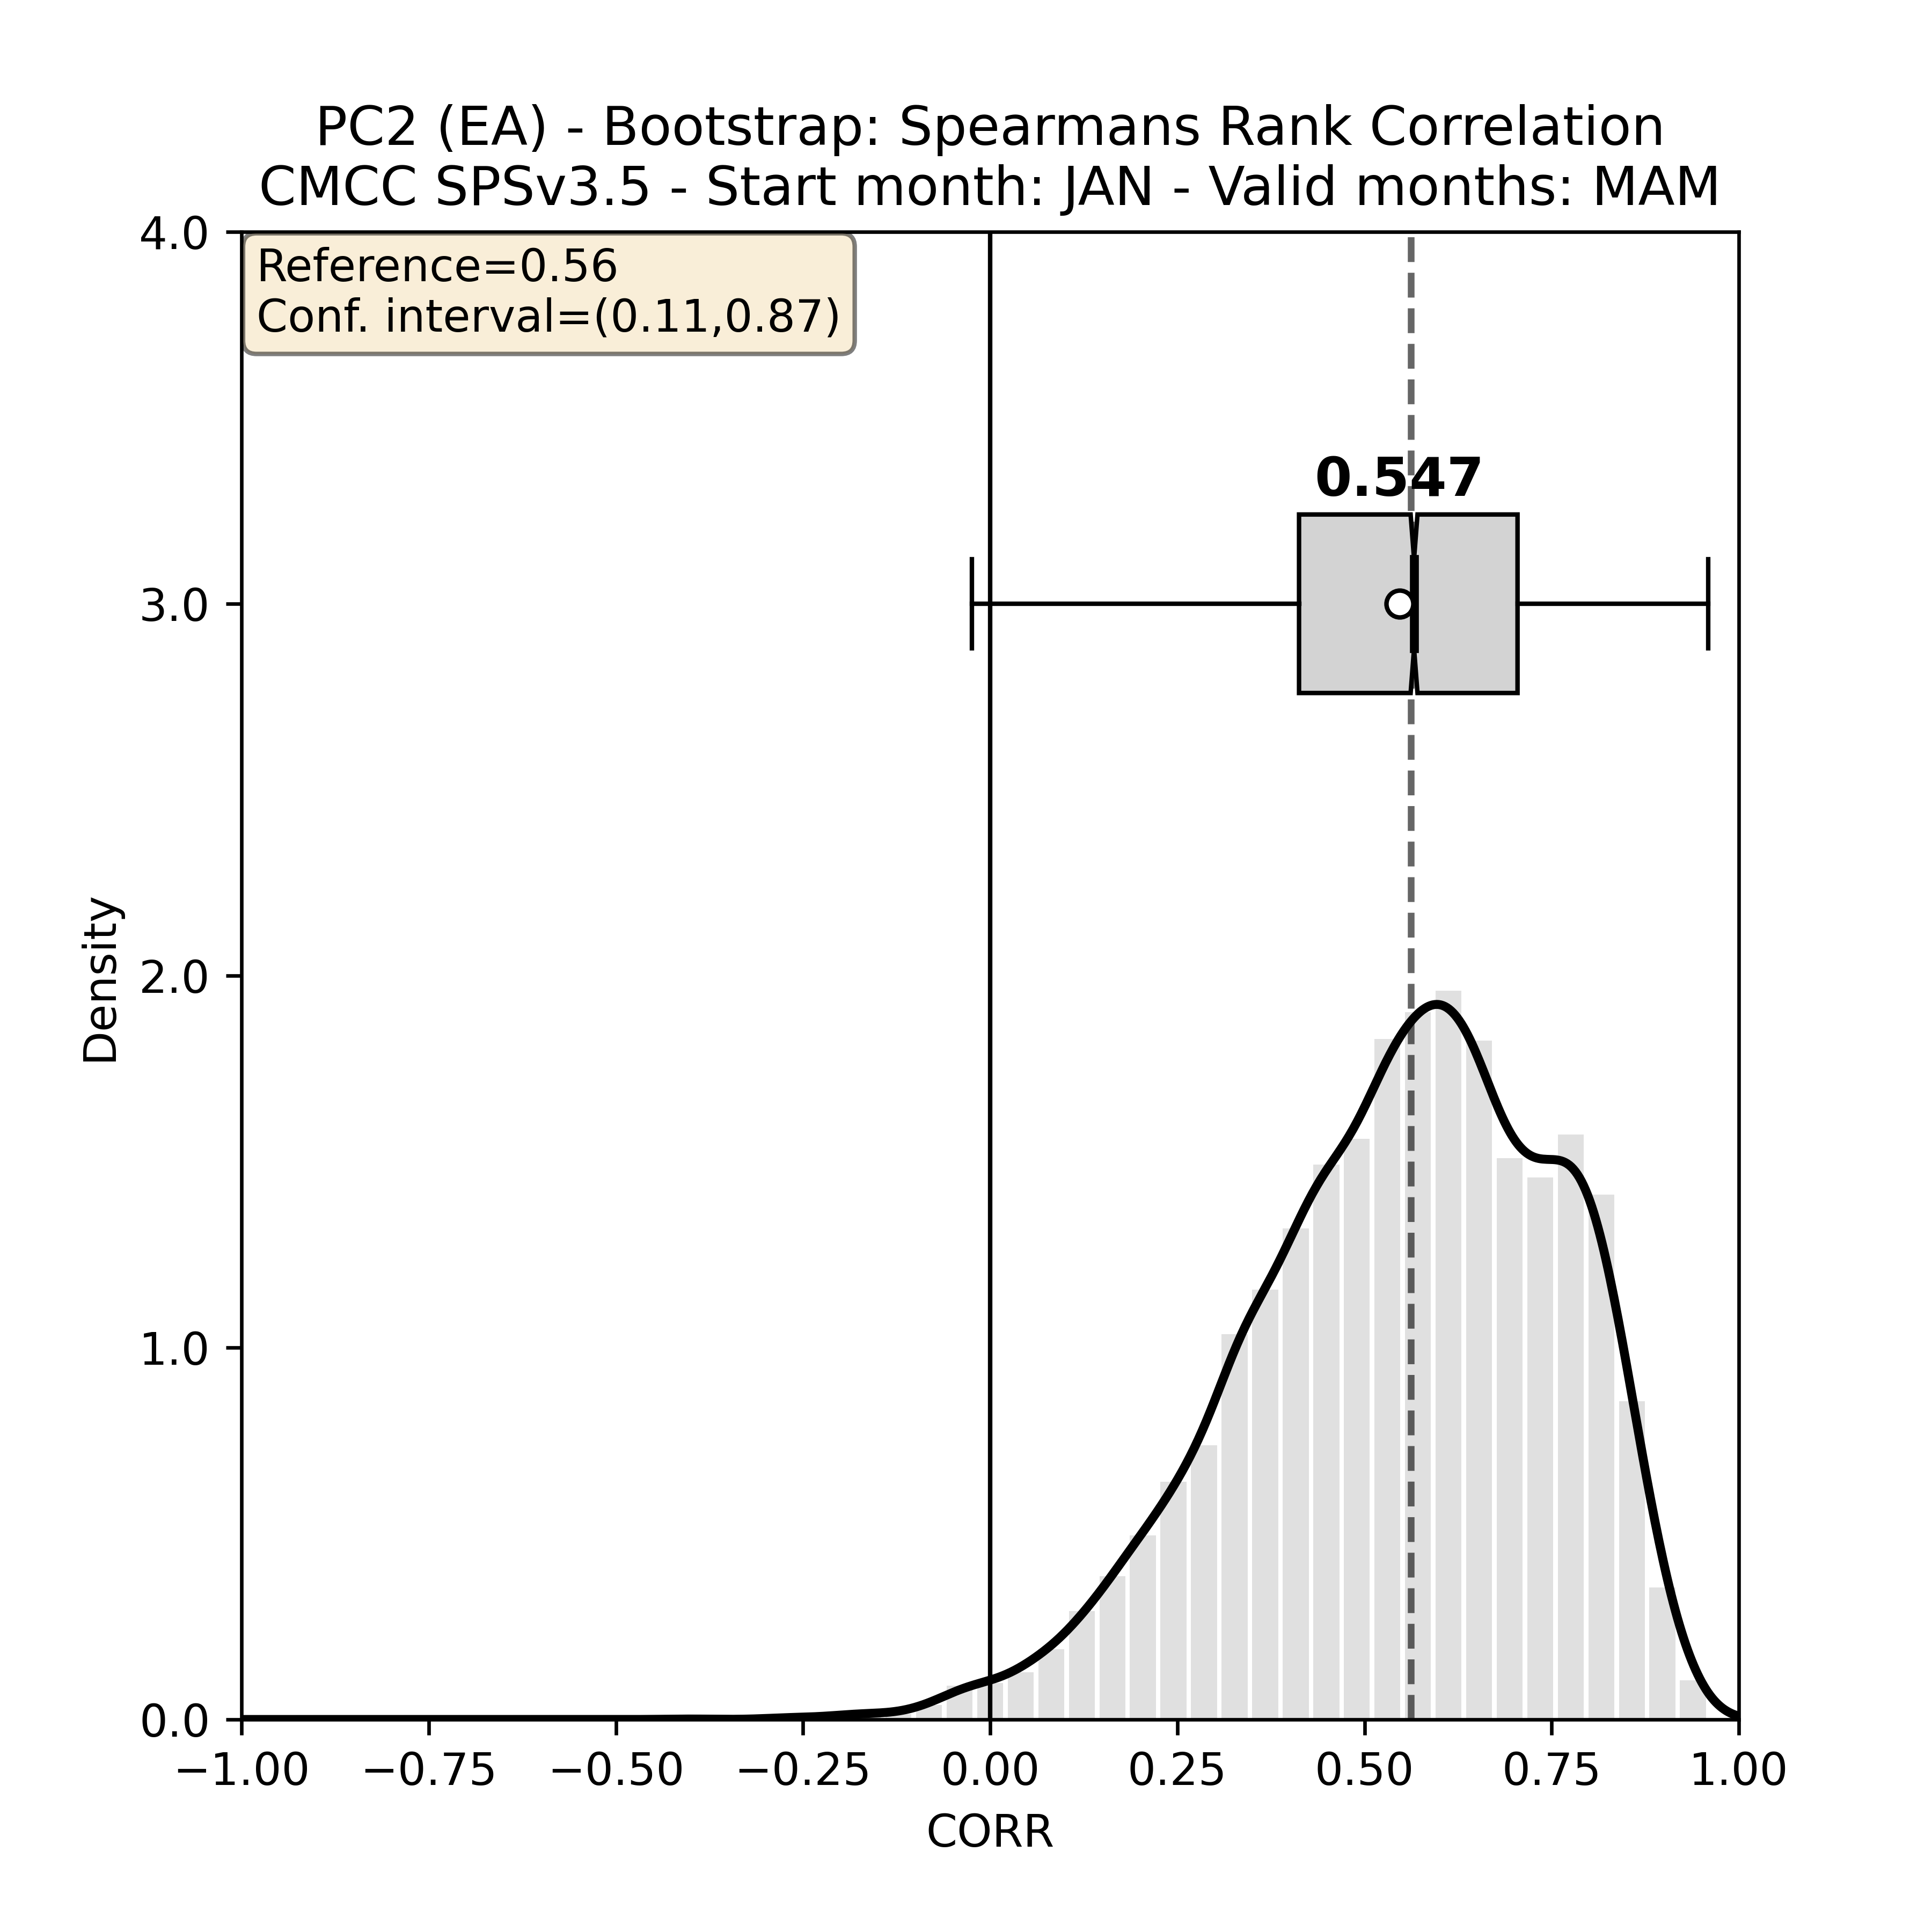 PC2 (EA) - Bootstrap: Spearmans Rank Correlation
CMCC SPSv3.5 - Start month: JAN - Valid months: MAM
4.0
Reference=0.56
Conf. interval=(0.11,0.87)
0.547
3.0
2.0
Density
1.0
0.0
−1.00 −0.75 −0.50 −0.25 0.00 0.25 0.50 0.75 1.00
CORR